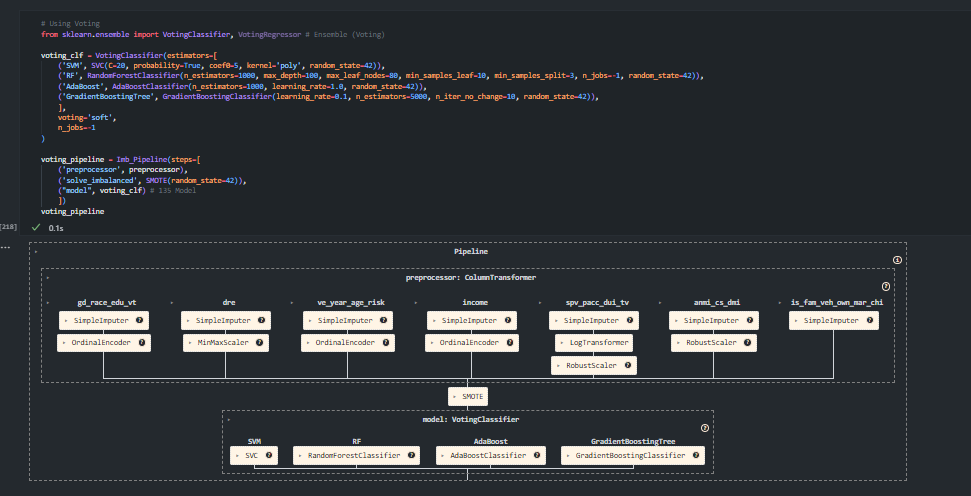 # Using Voting
from sklearn.ensemble import VotingClassifier, VotingRegressor # Ensemble (Voting)
voting_clf = VotingClassifier(estimators=[
('SVM', SVC(C=20, probability=True, coef0=5, kernel='poly', random_state=42)),
('RF', RandomForestClassifier(n_estimators=1000, max_depth=100, max_leaf_nodes=80, min_samples_leaf=10, min_samples_split=3, n_jobs=-1, random_state=42)),
('AdaBoost', AdaBoostClassifier(n_estimators=1000, learning_rate=1.0, random_state=42)),
('GradientBoostingTree', GradientBoostingClassifier(learning_rate=0.1, n_estimators=5000, n_iter_no_change=10, random_state=42)),
],
voting='soft',
n_jobs=-1
)
voting_pipeline = Imb_Pipeline(steps=[
('preprocessor', preprocessor),
('solve_imbalanced', SMOTE(random_state=42)),
("model", voting_clf) # 135 Model
])
voting_pipeline
[218] 0.1s
Pipeline
preprocessor: ColumnTransformer
gd_race_edu_vt dre ve_year_age_risk income spv_pacc_dui_tv anmi_cs_dmi is_fam_veh_own_mar_chi
SimpleImputer SimpleImputer SimpleImputer SimpleImputer SimpleImputer SimpleImputer SimpleImputer
OrdinalEncoder MinMaxScaler OrdinalEncoder OrdinalEncoder LogTransformer RobustScaler
RobustScaler
SMOTE
model: VotingClassifier
SVM RF AdaBoost GradientBoostingTree
SVC RandomForestClassifier AdaBoostClassifier GradientBoostingClassifier